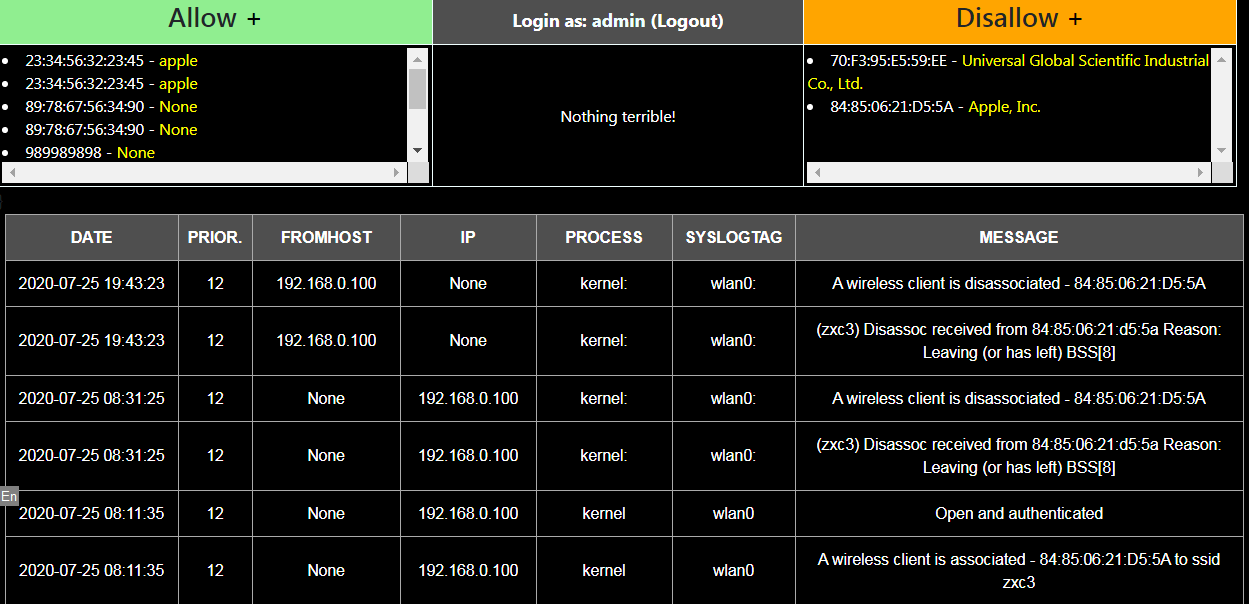 Allow +
Login as: admin (Logout)
Disallow +
23:34:56:32:23:45 - apple
23:34:56:32:23:45 - apple
89:78:67:56:34:90 - None
89:78:67:56:34:90 - None
989989898 - None
Nothing terrible!
70:F3:95:E5:59:EE - Universal Global Scientific Industrial
Co., Ltd.
84:85:06:21:D5:5A - Apple, Inc.
DATE PRIOR. FROMHOST IP PROCESS SYSLOGTAG MESSAGE
2020-07-25 19:43:23 12 192.168.0.100 None kernel: wlan0: A wireless client is disassociated - 84:85:06:21:D5:5A
2020-07-25 19:43:23 12 192.168.0.100 None kernel: wlan0: (zxc3) Disassoc received from 84:85:06:21:d5:5a Reason:
Leaving (or has left) BSS[8]
2020-07-25 08:31:25 12 None 192.168.0.100 kernel: wlan0: A wireless client is disassociated - 84:85:06:21:D5:5A
2020-07-25 08:31:25 12 None 192.168.0.100 kernel: wlan0: (zxc3) Disassoc received from 84:85:06:21:d5:5a Reason:
Leaving (or has left) BSS[8]
En
2020-07-25 08:11:35 12 None 192.168.0.100 kernel wlan0 Open and authenticated
2020-07-25 08:11:35 12 None 192.168.0.100 kernel wlan0 A wireless client is associated - 84:85:06:21:D5:5A to ssid
zxc3